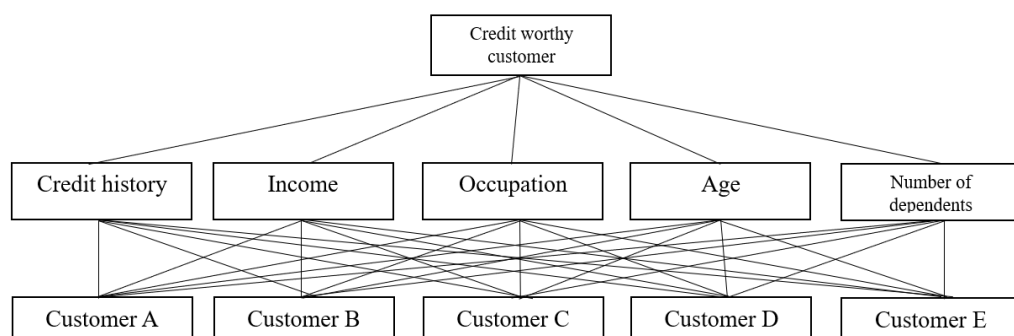 Credit worthy
customer
Credit history
Income
Occupation
Age
Number of
dependents
Customer A
Customer B
Customer C
Customer D
Customer E